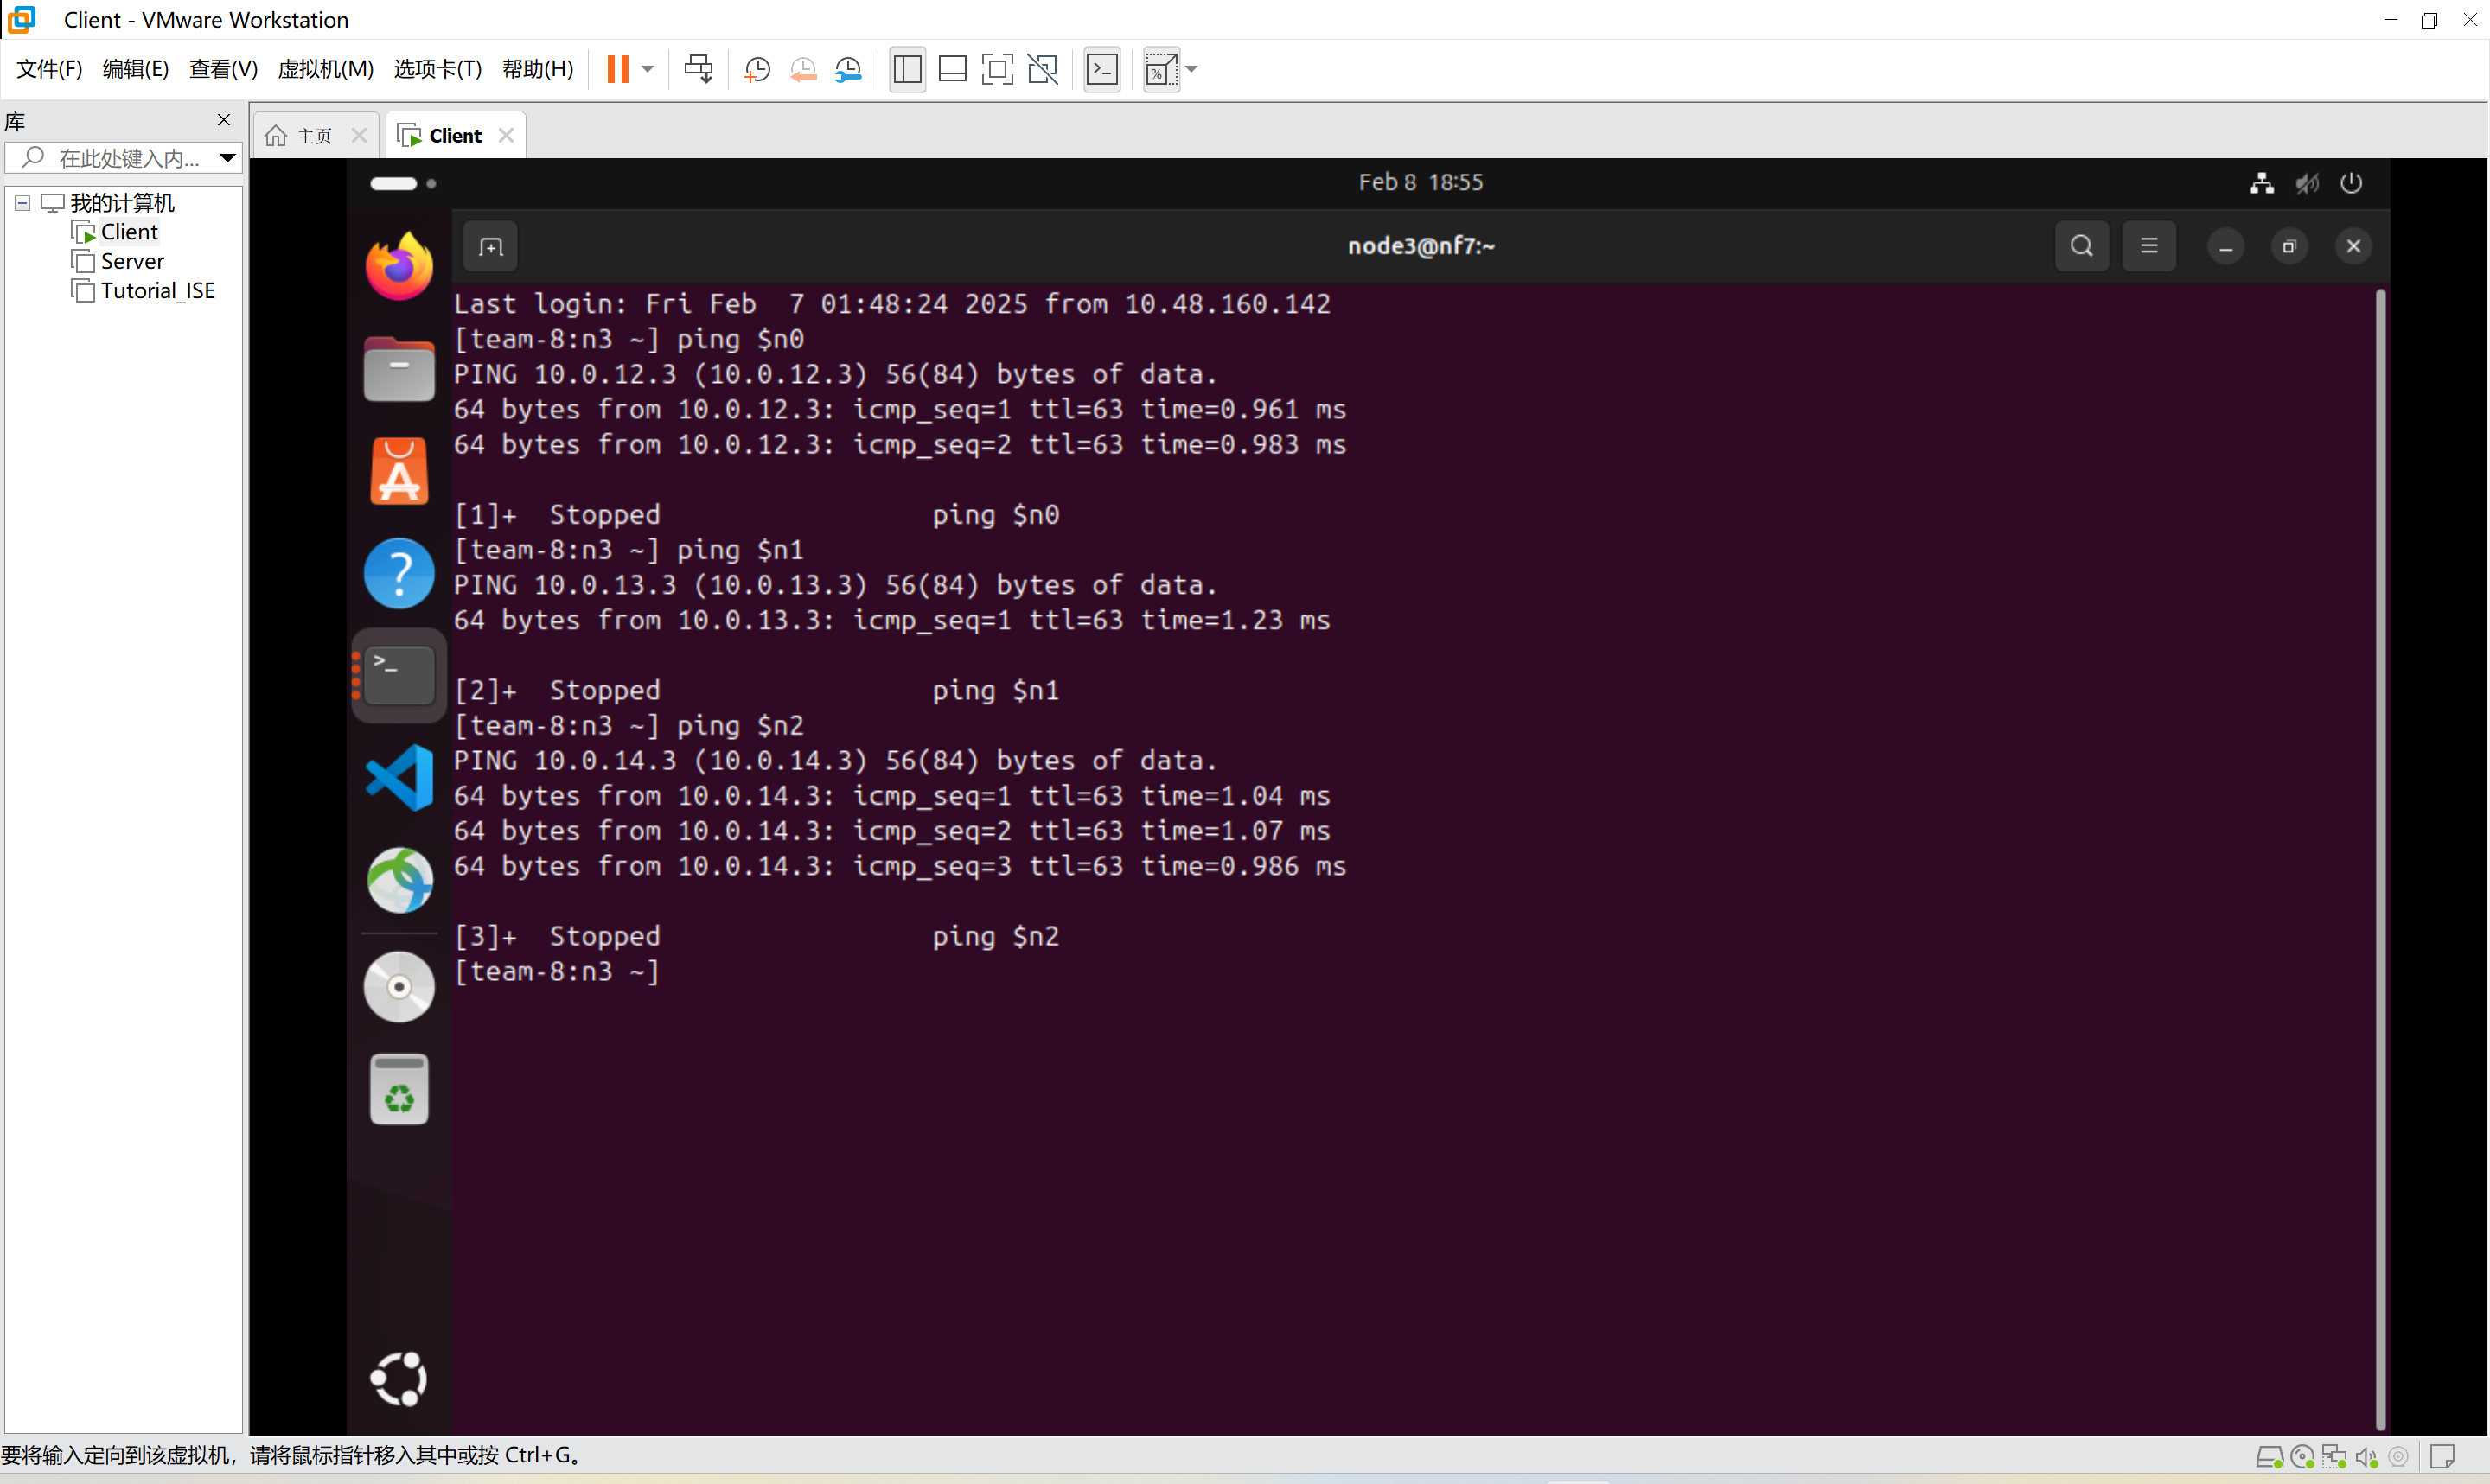 Client - VMware Workstation
文件(F) 编辑(E) 查看(V) 虚拟机(M) 选项卡(T) 帮助(H)
库
在此处键入内...
我的计算机
Client
Server
Tutorial_ISE
主页
Client
Feb 8 18:55
node3@nf7:~
Last login: Fri Feb  7 01:48:24 2025 from 10.48.160.142
[team-8:n3 ~] ping $n0
PING 10.0.12.3 (10.0.12.3) 56(84) bytes of data.
64 bytes from 10.0.12.3: icmp_seq=1 ttl=63 time=0.961 ms
64 bytes from 10.0.12.3: icmp_seq=2 ttl=63 time=0.983 ms
[1]+  Stopped                 ping $n0
[team-8:n3 ~] ping $n1
PING 10.0.13.3 (10.0.13.3) 56(84) bytes of data.
64 bytes from 10.0.13.3: icmp_seq=1 ttl=63 time=1.23 ms
[2]+  Stopped                 ping $n1
[team-8:n3 ~] ping $n2
PING 10.0.14.3 (10.0.14.3) 56(84) bytes of data.
64 bytes from 10.0.14.3: icmp_seq=1 ttl=63 time=1.04 ms
64 bytes from 10.0.14.3: icmp_seq=2 ttl=63 time=1.07 ms
64 bytes from 10.0.14.3: icmp_seq=3 ttl=63 time=0.986 ms
[3]+  Stopped                 ping $n2
[team-8:n3 ~]
要将输入定向到该虚拟机，请将鼠标指针移入其中或按 Ctrl+G。